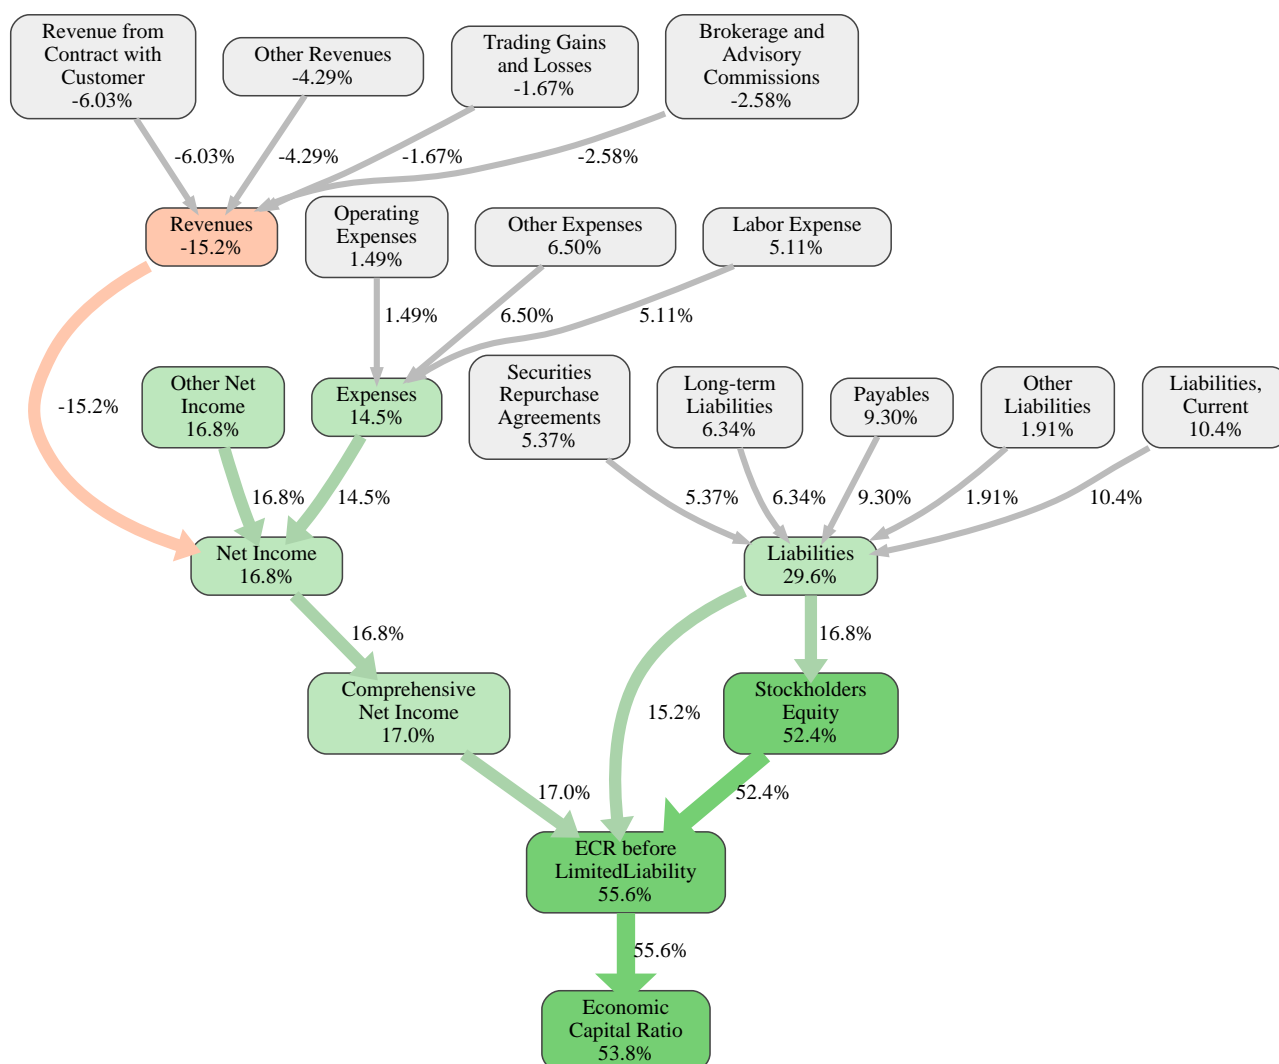 Revenue from
Contract with
Customer
-6.03%
Other Revenues
-4.29%
Trading Gains
and Losses
-1.67%
Brokerage and
Advisory
Commissions
-2.58%
-6.03%
-4.29%
-1.67%
-2.58%
Revenues
-15.2%
Operating
Expenses
1.49%
Other Expenses
6.50%
Labor Expense
5.11%
1.49%
6.50%
5.11%
-15.2%
Other Net
Income
16.8%
Expenses
14.5%
Securities
Repurchase
Agreements
5.37%
Long-term
Liabilities
6.34%
Payables
9.30%
Other
Liabilities
1.91%
Liabilities,
Current
10.4%
16.8%
14.5%
5.37%
6.34%
9.30%
1.91%
10.4%
Net Income
16.8%
Liabilities
29.6%
16.8%
16.8%
Comprehensive
Net Income
17.0%
15.2%
Stockholders
Equity
52.4%
17.0%
52.4%
ECR before
LimitedLiability
55.6%
55.6%
Economic
Capital Ratio
53.8%